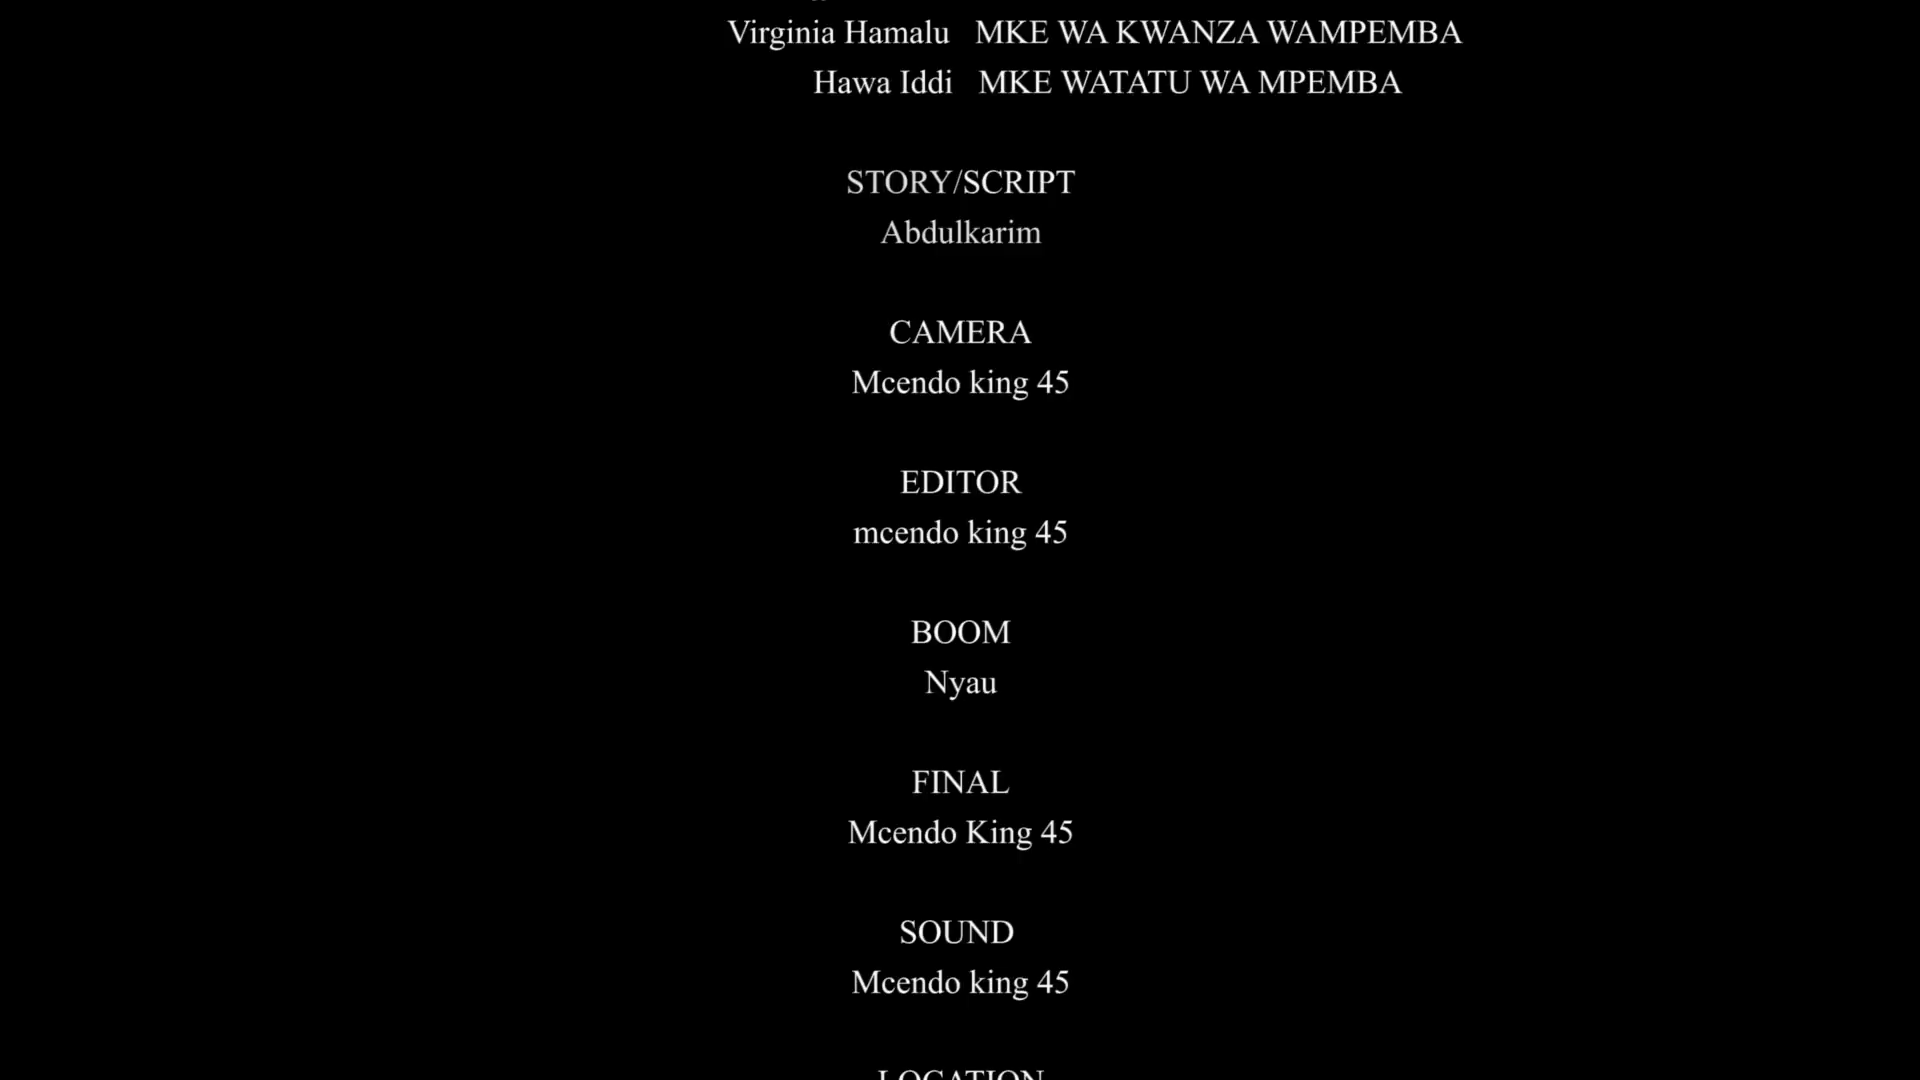 Virginia Hamalu MKE WA KWANZA WAMPEMBA
Hawa Iddi MKE WATATU WA MPEMBA
STORY/SCRIPT
Abdulkarim
CAMERA
Mcendo king 45
EDITOR
mcendo king 45
BOOM
Nyau
FINAL
Mcendo King 45
SOUND
Mcendo king 45
LOCATION